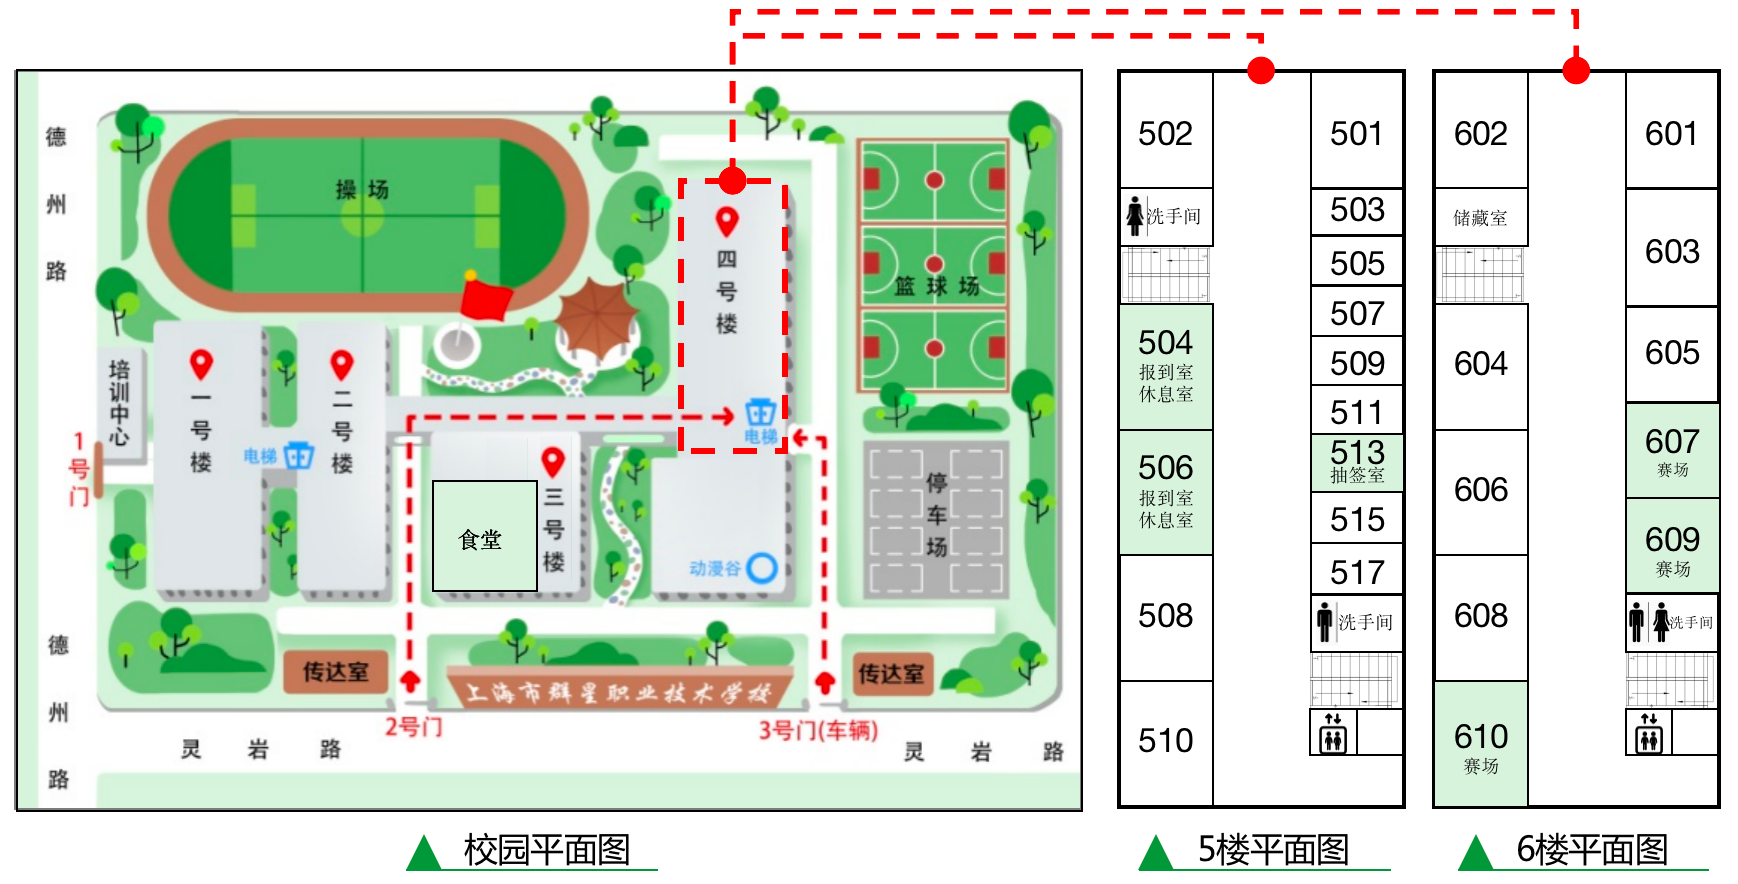 德州路
操场
四号楼
篮球场
培训中心
一号楼
二号楼
电梯
电梯
1号门
三号楼
食堂
停车场
动漫谷
德州路
传达室
上海市群星职业技术学校
传达室
2号门
3号门(车辆)
灵岩路
灵岩路
校园平面图
502
501
洗手间
503
505
507
504
报到室
休息室
509
511
506
报到室
休息室
513
抽签室
515
517
508
洗手间
510
5楼平面图
602
601
储藏室
603
604
605
606
607
赛场
609
赛场
608
洗手间
610
赛场
6楼平面图